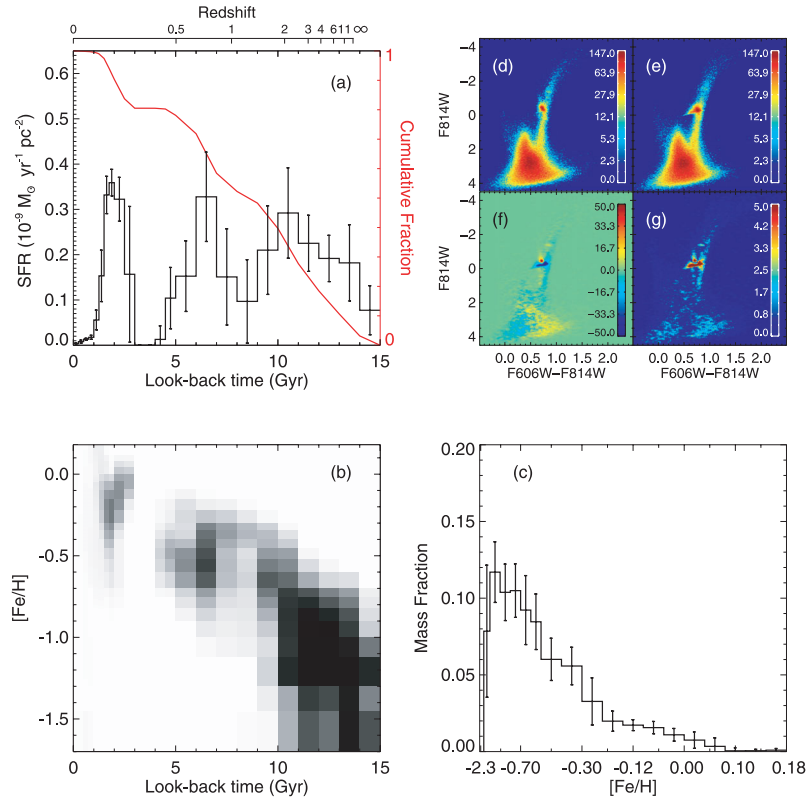 Redshift
0 0.5 1 2 3 4 6 11 ∞
(a)
0.6
0.5
0.4
0.3
0.2
0.1
0.0
SFR (10⁻⁹ M⊙ yr⁻¹ pc⁻²)
1
Cumulative Fraction
0
0 5 10 15
Look-back time (Gyr)
(d) 147.0 63.9 27.9 12.2 5.3 2.3 0.0
(e) 147.0 63.9 27.9 12.2 5.3 2.3 0.0
-4
-2
0
2
4
F814W
(f) 50.0 33.3 16.7 0.0 -16.7 -33.3 -50.0
(g) 5.0 4.2 3.3 2.5 1.7 0.8 0.0
-4
-2
0
2
4
F814W
0.0 0.5 1.0 1.5 2.0
0.0 0.5 1.0 1.5 2.0
F606W-F814W
F606W-F814W
(b)
0.0
-0.5
-1.0
-1.5
[Fe/H]
0 5 10 15
Look-back time (Gyr)
(c)
0.20
0.15
0.10
0.05
0.00
Mass Fraction
-2.3 -0.70 -0.30 0.00 0.10 0.18
[Fe/H]